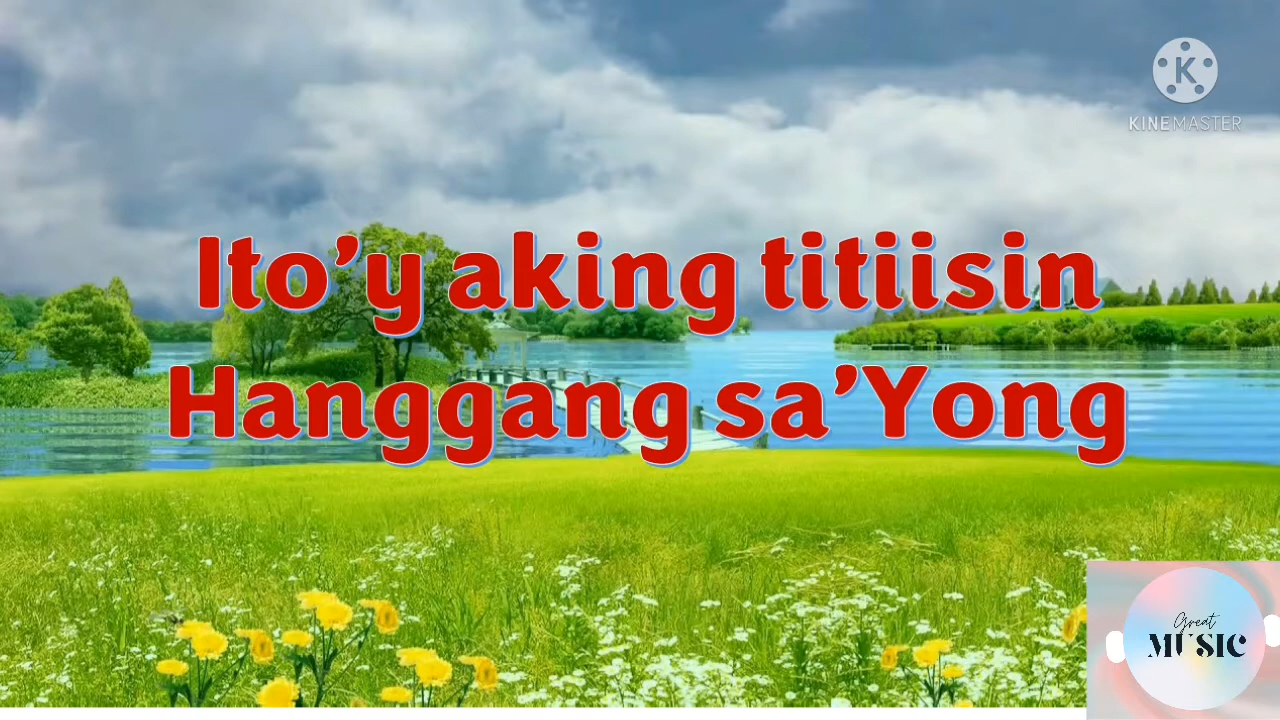 KINEMASTER
Ito'y aking titiisin
Hanggang sa'Yong
Great
MUSIC